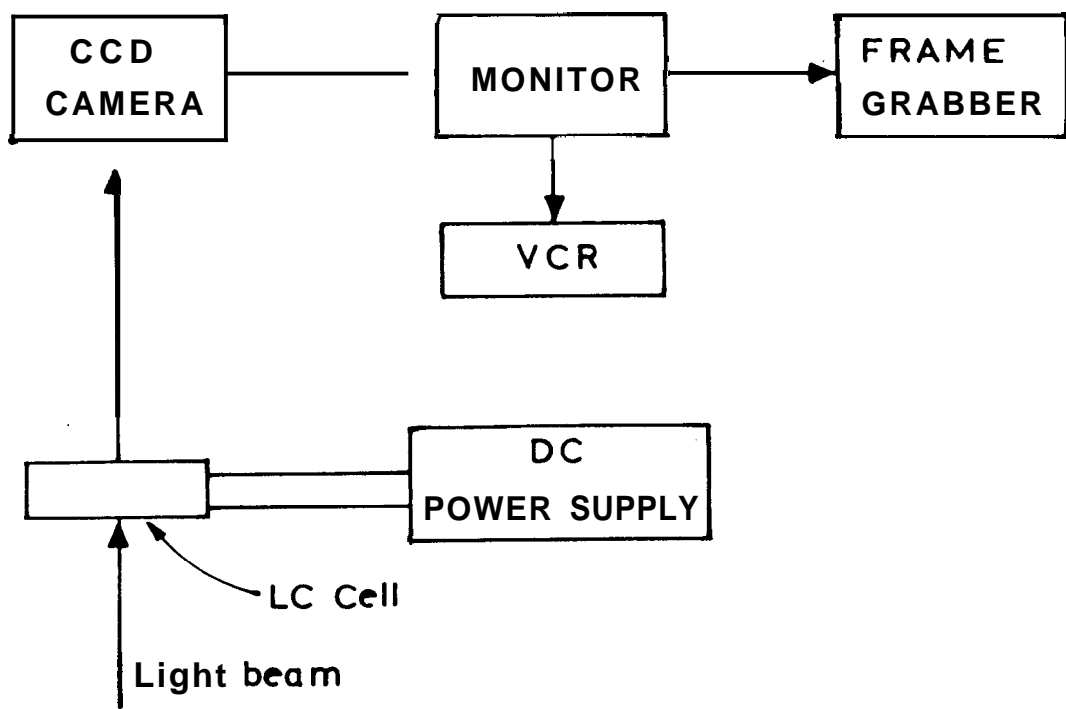 CCD
CAMERA
MONITOR
FRAME
GRABBER
VCR
DC
POWER SUPPLY
LC Cell
Light beam